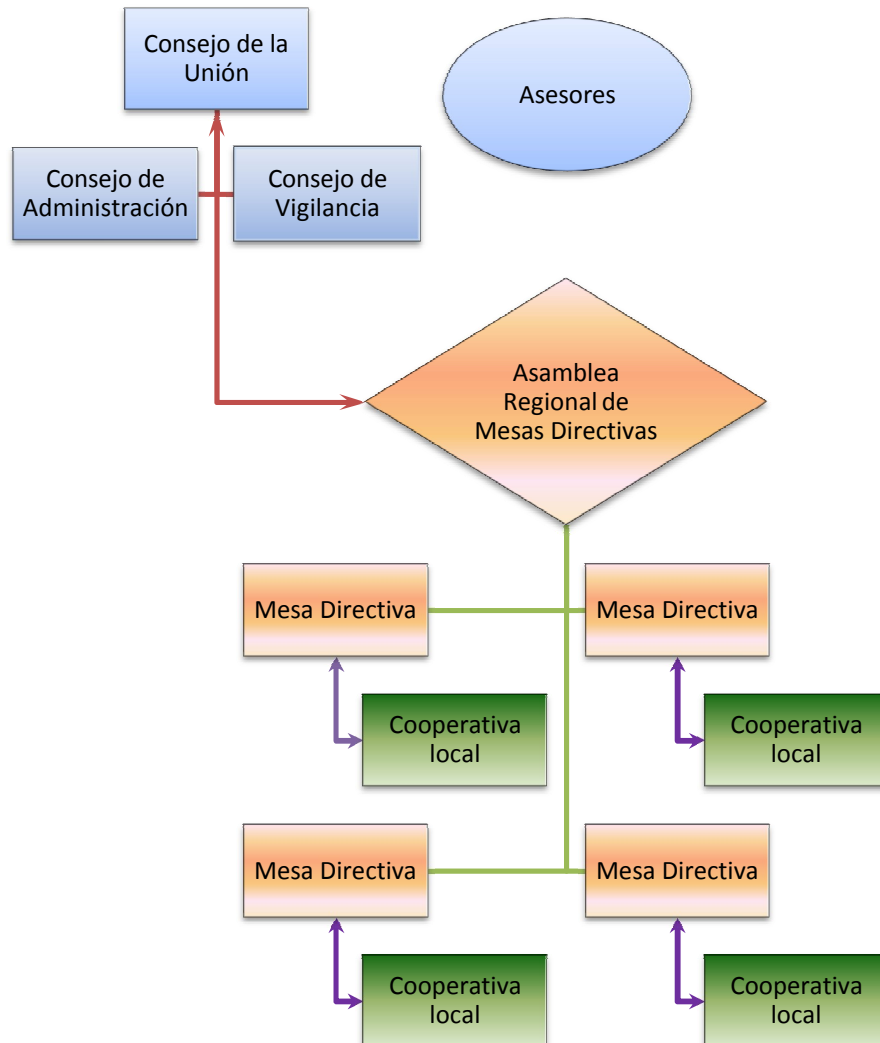 Consejo de la
Unión
Asesores
Consejo de
Administración
Consejo de
Vigilancia
Asamblea
Regional de
Mesas Directivas
Mesa Directiva
Mesa Directiva
Cooperativa
local
Cooperativa
local
Mesa Directiva
Mesa Directiva
Cooperativa
local
Cooperativa
local